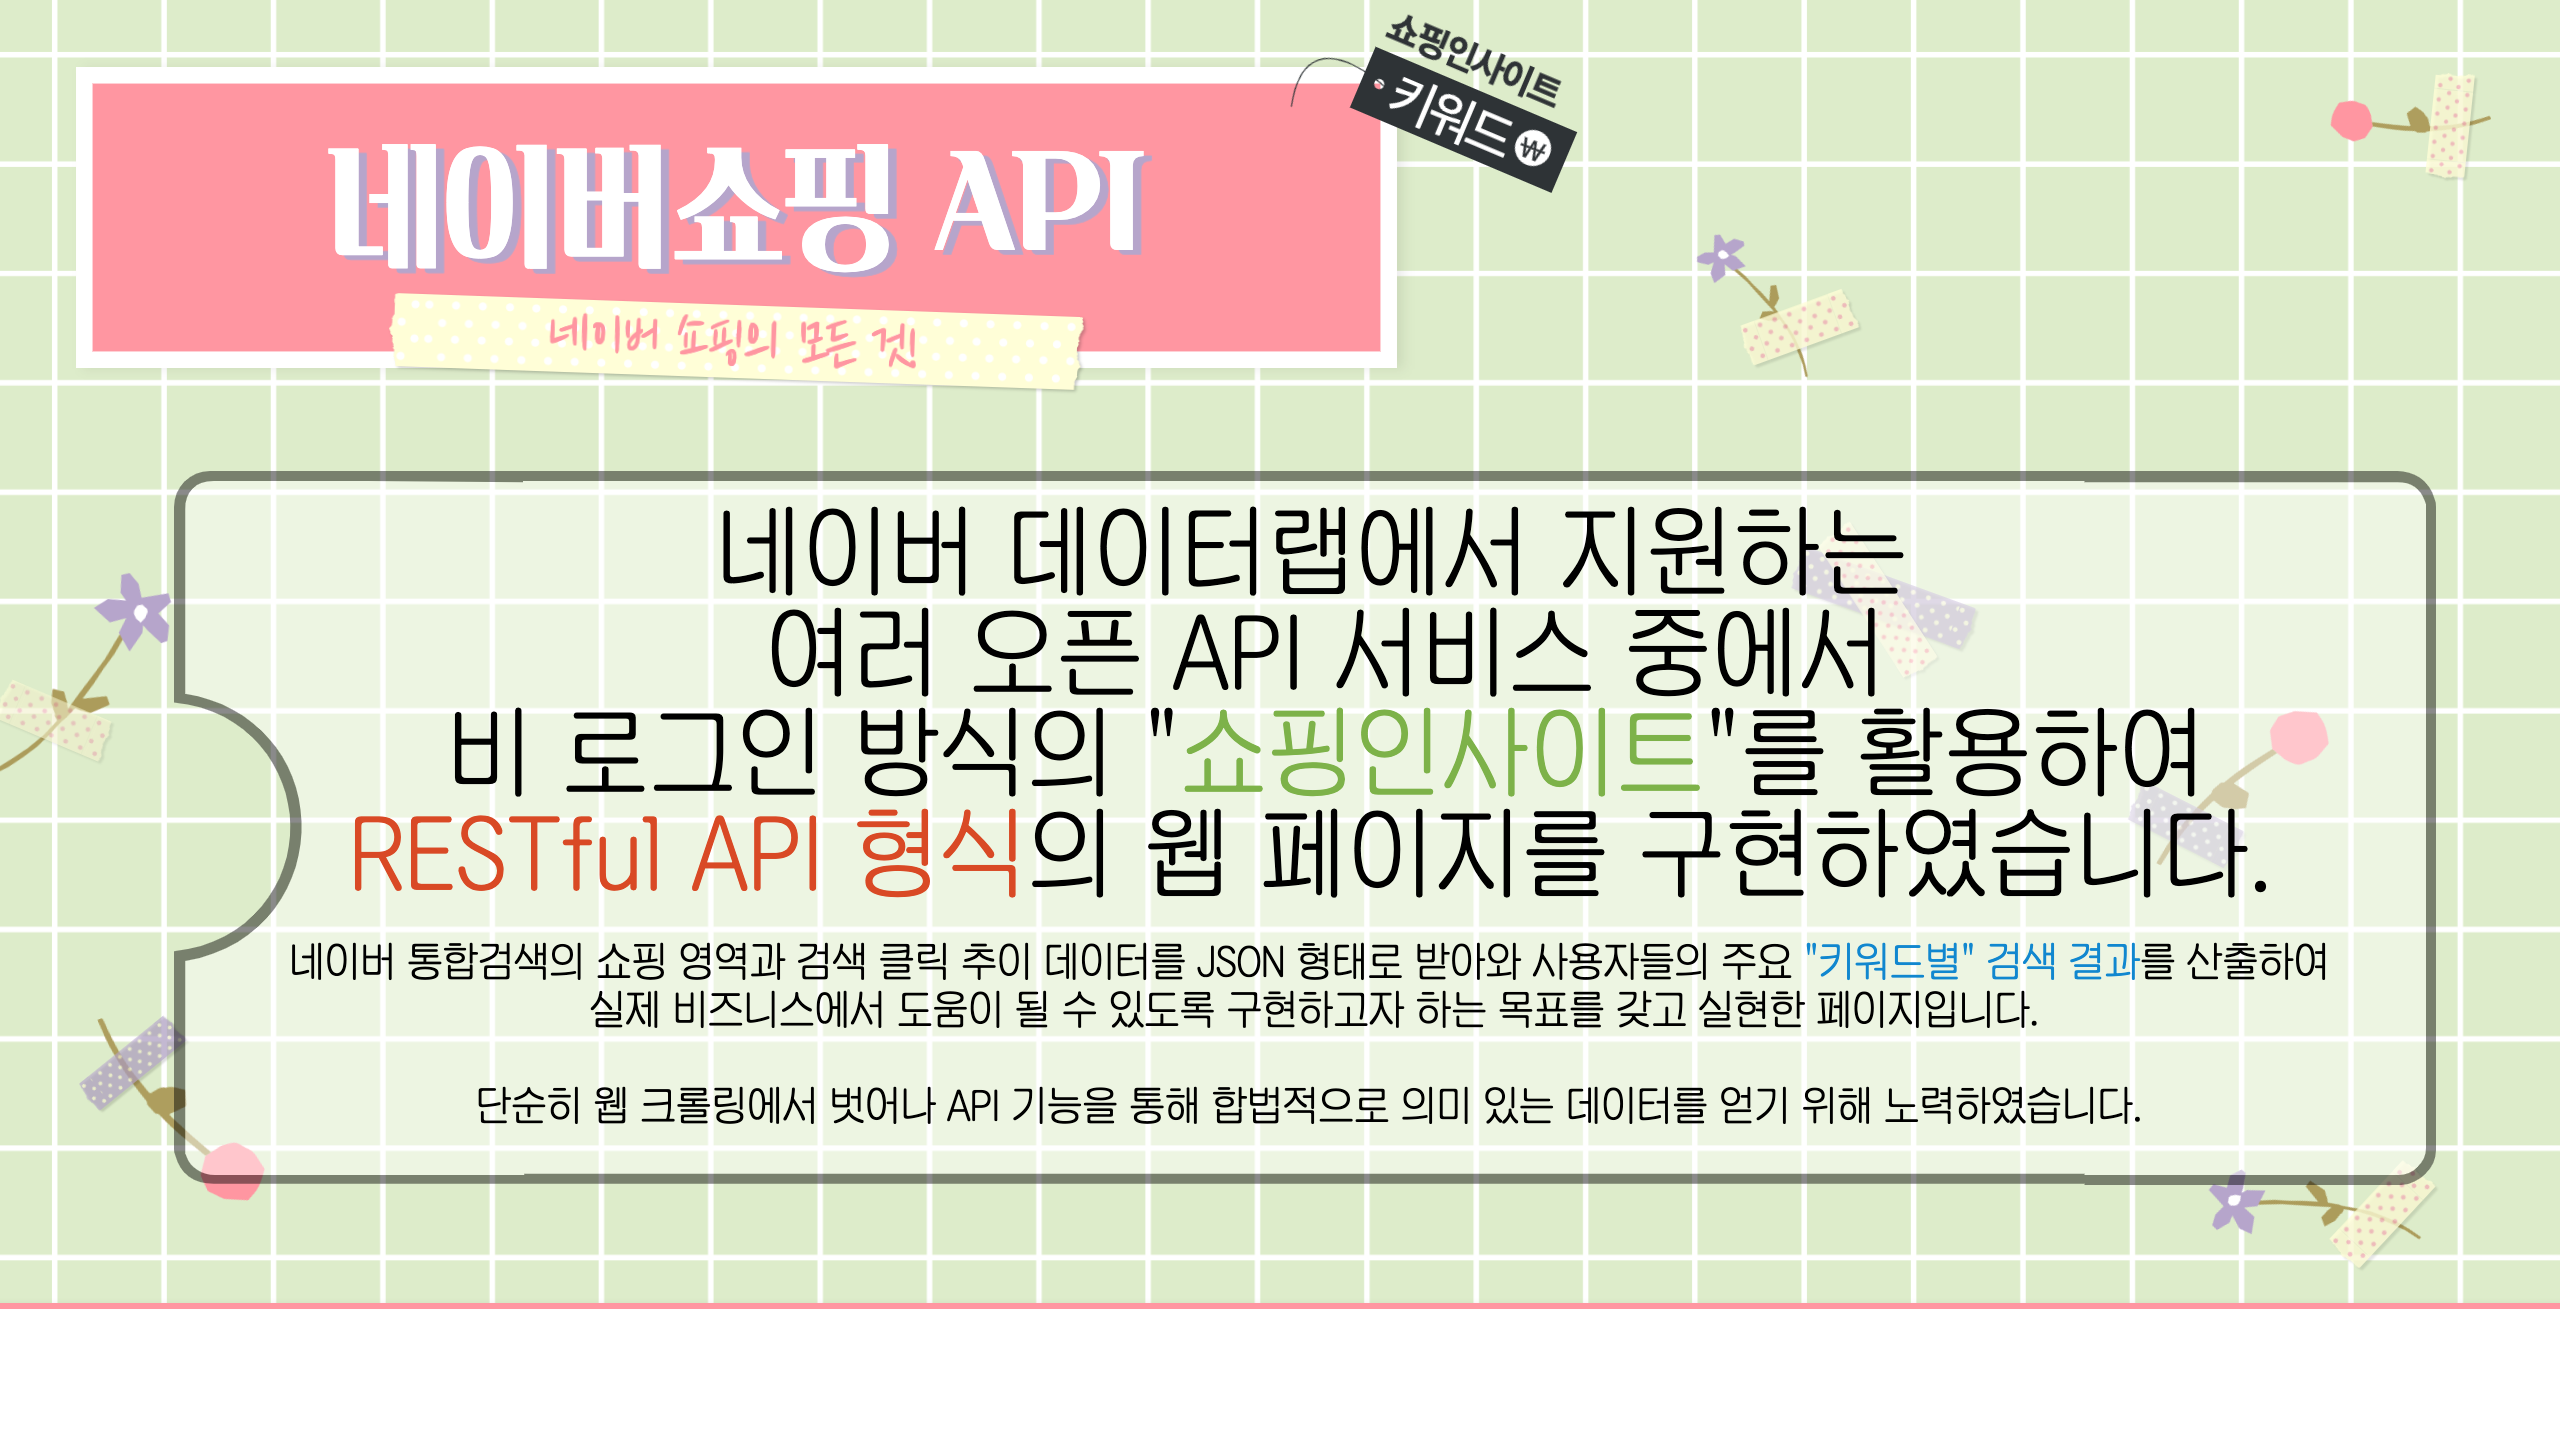 네이버쇼핑 API
쇼핑인사이트
키워드 ₩
네이버 쇼핑의 모든 것!
네이버 데이터랩에서 지원하는
여러 오픈 API 서비스 중에서
비 로그인 방식의 "쇼핑인사이트"를 활용하여
RESTful API 형식의 웹 페이지를 구현하였습니다.
네이버 통합검색의 쇼핑 영역과 검색 클릭 추이 데이터를 JSON 형태로 받아와 사용자들의 주요 "키워드별" 검색 결과를 산출하여
실제 비즈니스에서 도움이 될 수 있도록 구현하고자 하는 목표를 갖고 실현한 페이지입니다.
단순히 웹 크롤링에서 벗어나 API 기능을 통해 합법적으로 의미 있는 데이터를 얻기 위해 노력하였습니다.